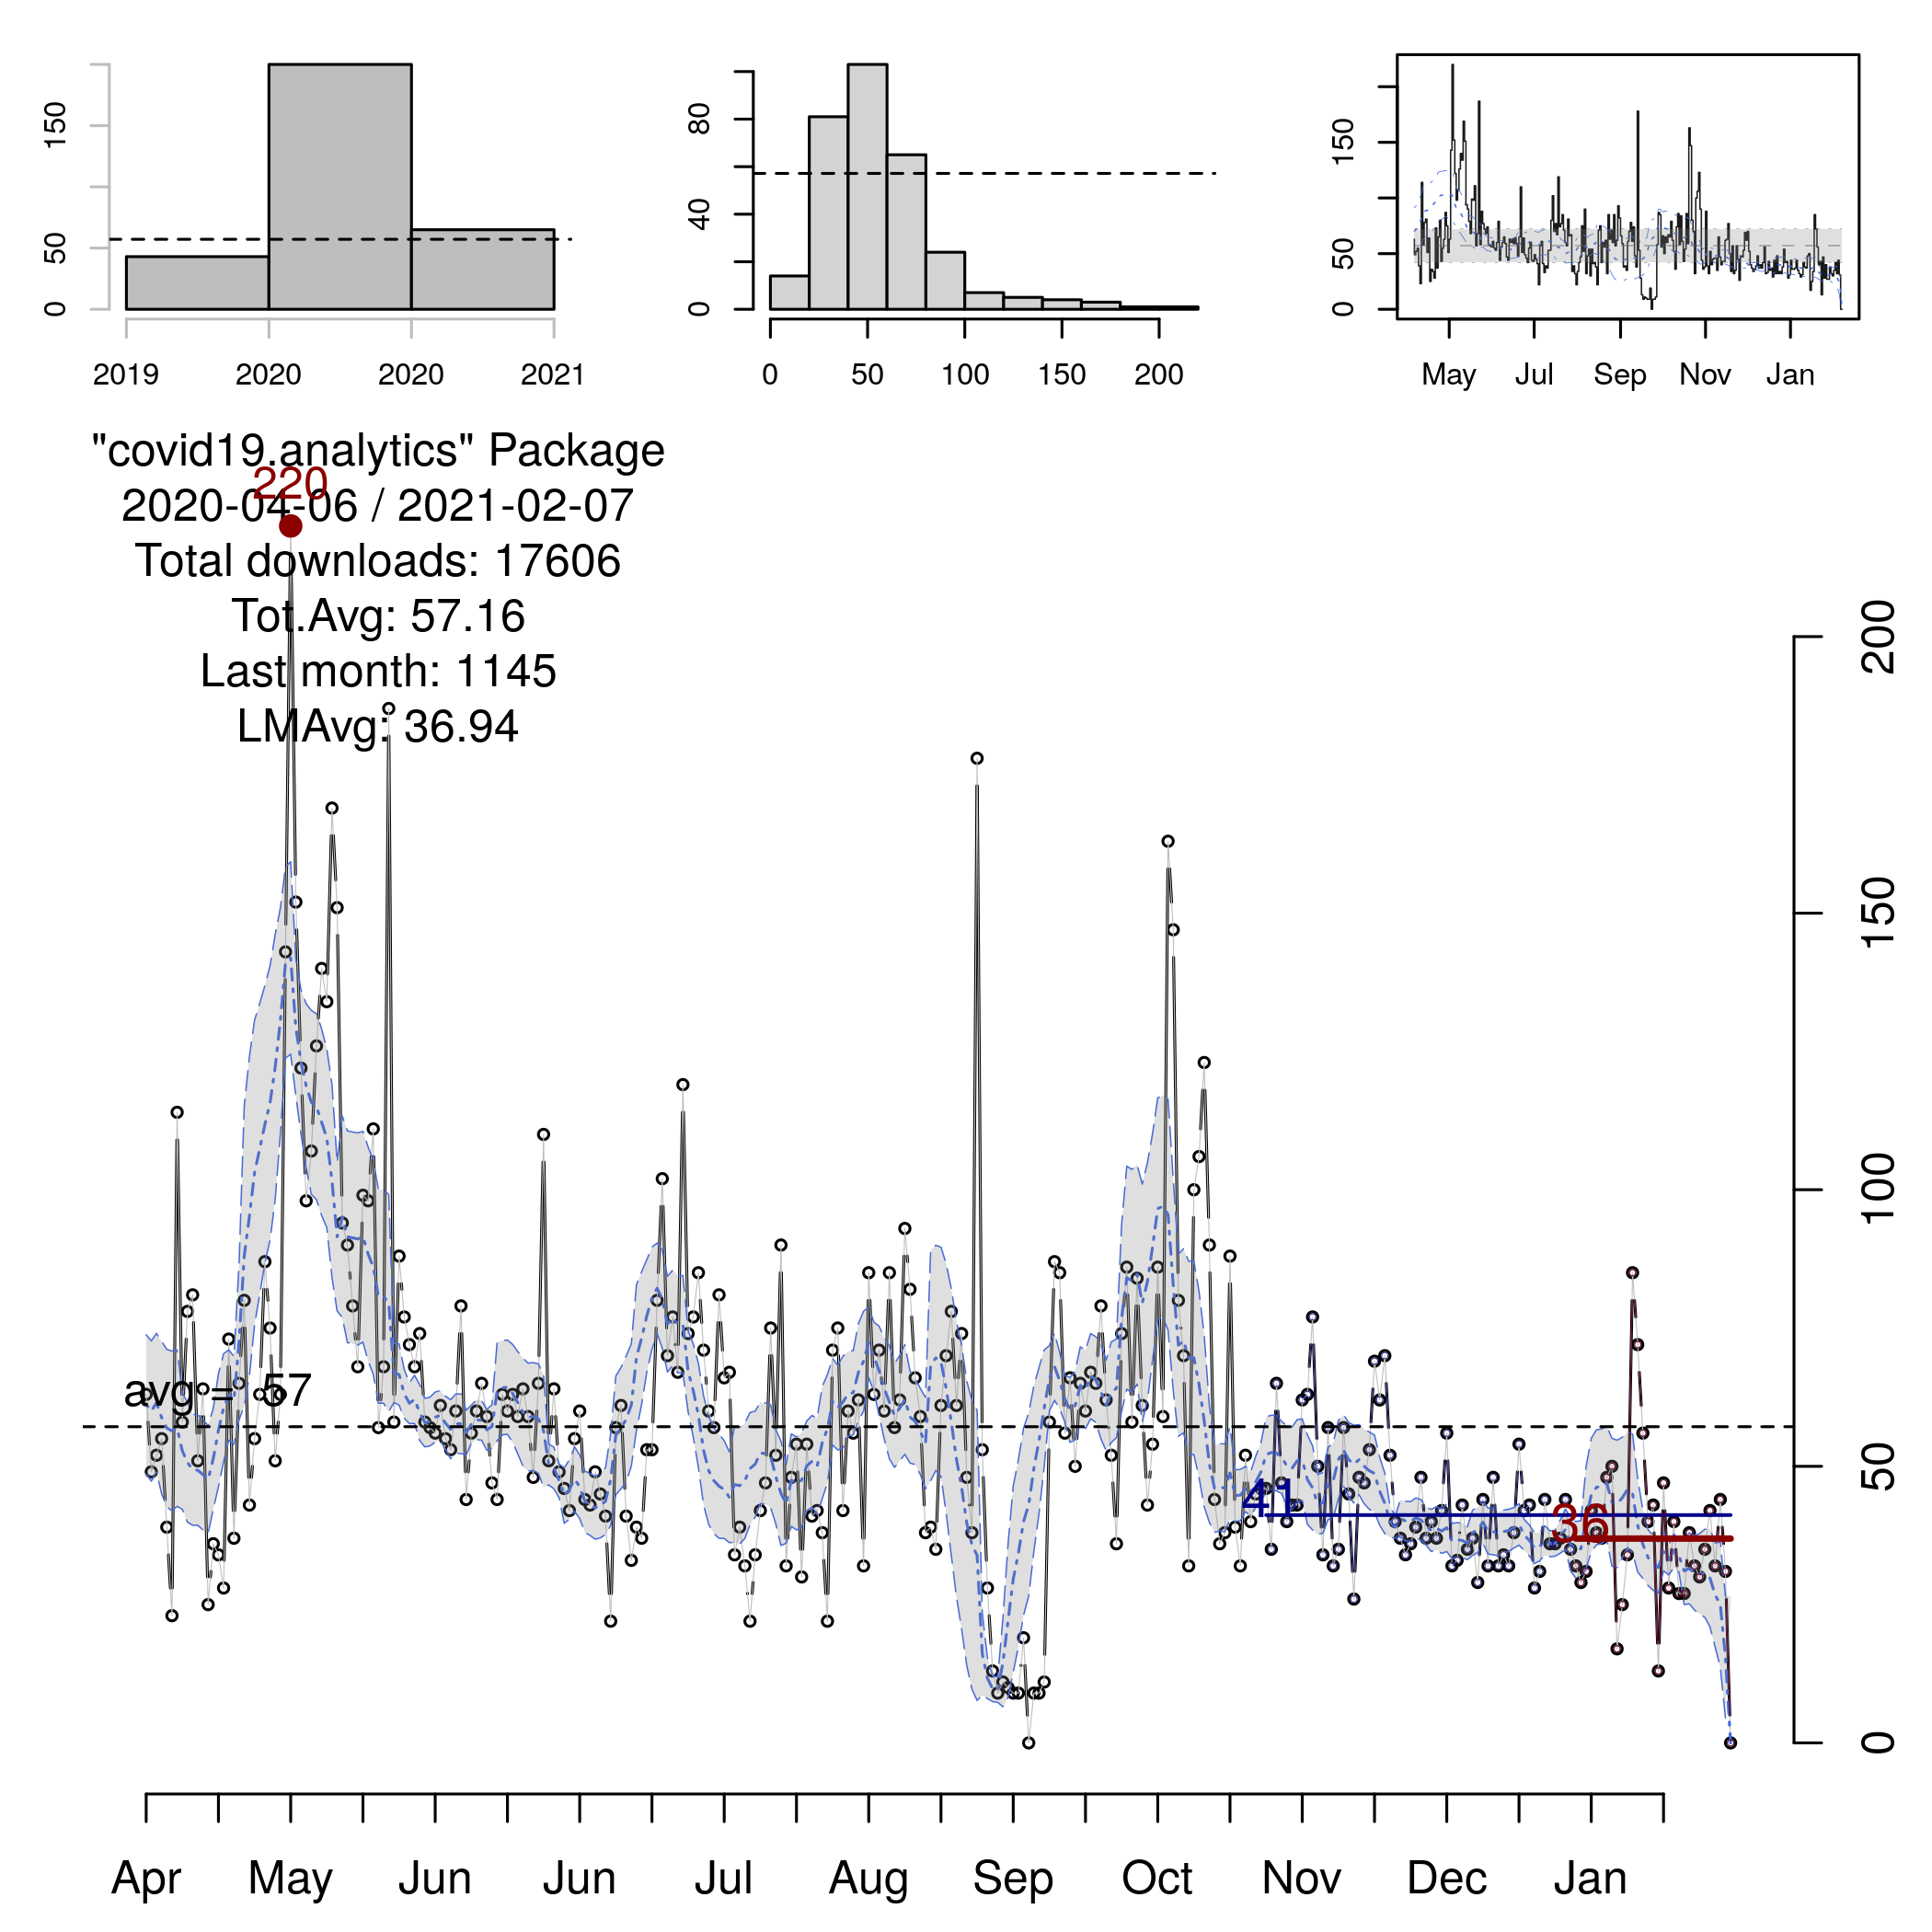 0 50 150
2019 2020 2020 2021
0 40 80
0 50 100 150 200
0 50 150
May Jul Sep Nov Jan
"covid19.analytics" Package
220
2020-04-06 / 2021-02-07
Total downloads: 17606
Tot.Avg: 57.16
Last month: 1145
LMAvg: 36.94
avg = 57
41
36
0 50 100 150 200
Apr May Jun Jun Jul Aug Sep Oct Nov Dec Jan